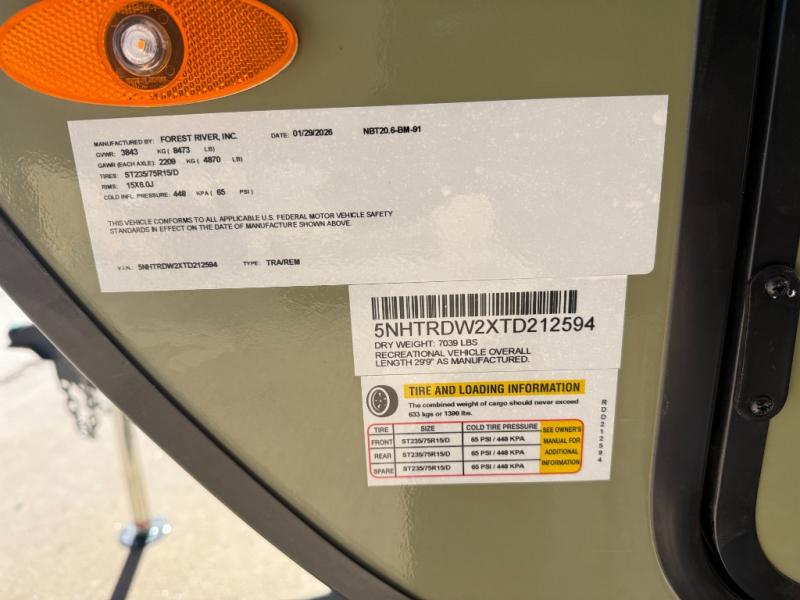 MANUFACTURED BY: FOREST RIVER, INC. DATE: 01/29/2026 NBT20.6-BM-91
GVWR: 3843 KG ( 8473 LB)
GAWR (EACH AXLE): 2209 KG ( 4870 LB)
TIRES: ST235/75R15/D
RIMS: 15X6.0J
COLD INFL. PRESSURE: 448 KPA ( 65 PSI )
THIS VEHICLE CONFORMS TO ALL APPLICABLE U.S. FEDERAL MOTOR VEHICLE SAFETY
STANDARDS IN EFFECT ON THE DATE OF MANUFACTURE SHOWN ABOVE.
V.I.N.: 5NHTRDW2XTD212594 TYPE: TRA/REM
5NHTRDW2XTD212594
DRY WEIGHT: 7039 LBS
RECREATIONAL VEHICLE OVERALL
LENGTH 29'9" AS MANUFACTURED.
TIRE AND LOADING INFORMATION
The combined weight of cargo should never exceed
633 kgs or 1396 lbs.
TIRE SIZE COLD TIRE PRESSURE
FRONT ST235/75R15/D 65 PSI / 448 KPA
REAR ST235/75R15/D 65 PSI / 448 KPA
SPARE ST235/75R15/D 65 PSI / 448 KPA
SEE OWNER'S
MANUAL FOR
ADDITIONAL
INFORMATION
RDD212594